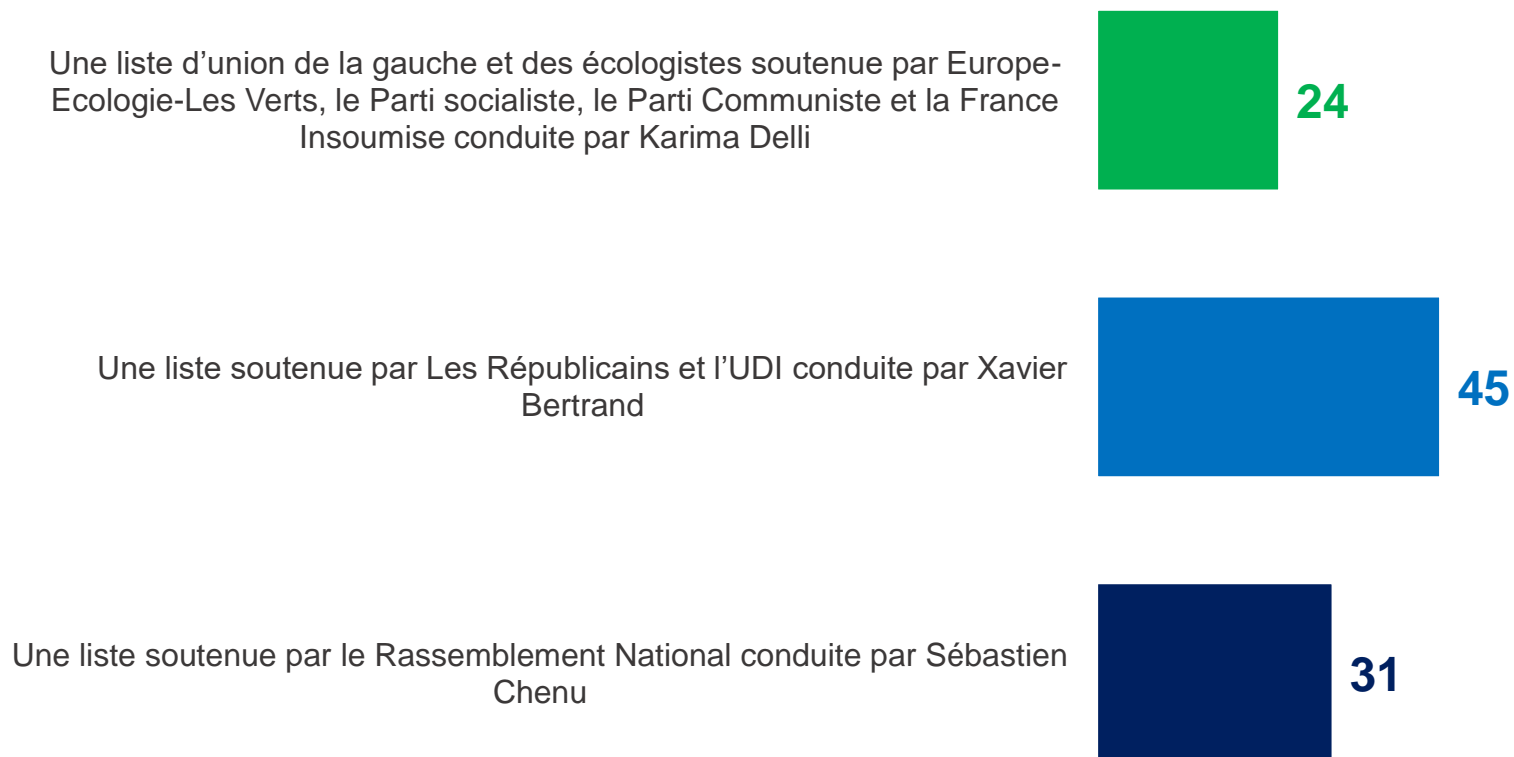 Une liste d’union de la gauche et des écologistes soutenue par Europe-
Ecologie-Les Verts, le Parti socialiste, le Parti Communiste et la France
Insoumise conduite par Karima Delli
24
Une liste soutenue par Les Républicains et l’UDI conduite par Xavier
Bertrand
45
Une liste soutenue par le Rassemblement National conduite par Sébastien
Chenu
31